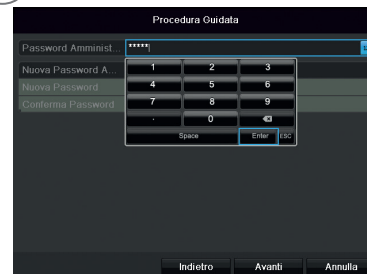 Procedura Guidata
Password Amminist... *****
Nuova Password A...
Nuova Password
Conferma Password
1 2 3
4 5 6
7 8 9
. 0
Space Enter ESC
Indietro Avanti Annulla